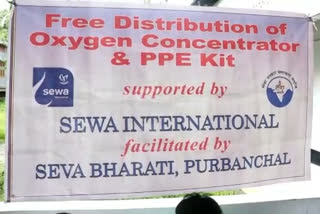 Free Distribution of
Oxygen Concentrator
& PPE Kit
supported by
sewa
SEWA INTERNATIONAL
facilitated by
SEVA BHARATI, PURBANCHAL